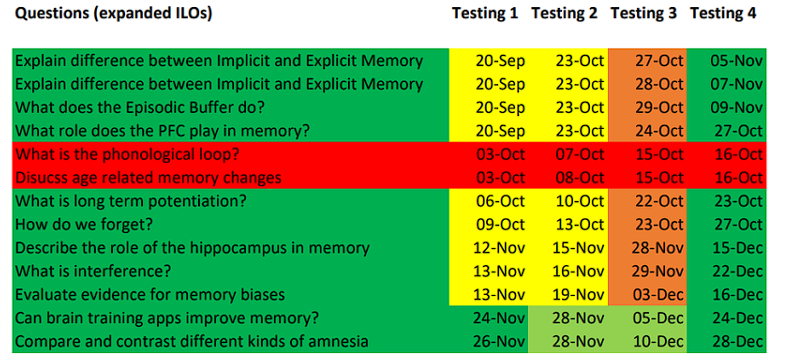 Questions (expanded ILOs) Testing 1 Testing 2 Testing 3 Testing 4
Explain difference between Implicit and Explicit Memory 20-Sep 23-Oct 27-Oct 05-Nov
Explain difference between Implicit and Explicit Memory 20-Sep 23-Oct 28-Oct 07-Nov
What does the Episodic Buffer do? 20-Sep 23-Oct 29-Oct 09-Nov
What role does the PFC play in memory? 20-Sep 23-Oct 24-Oct 27-Oct
What is the phonological loop? 03-Oct 07-Oct 15-Oct 16-Oct
Disucss age related memory changes 03-Oct 08-Oct 15-Oct 16-Oct
What is long term potentiation? 06-Oct 10-Oct 22-Oct 23-Oct
How do we forget? 09-Oct 13-Oct 23-Oct 27-Oct
Describe the role of the hippocampus in memory 12-Nov 15-Nov 28-Nov 15-Dec
What is interference? 13-Nov 16-Nov 29-Nov 22-Dec
Evaluate evidence for memory biases 13-Nov 19-Nov 03-Dec 16-Dec
Can brain training apps improve memory? 24-Nov 28-Nov 05-Dec 24-Dec
Compare and contrast different kinds of amnesia 26-Nov 28-Nov 10-Dec 28-Dec